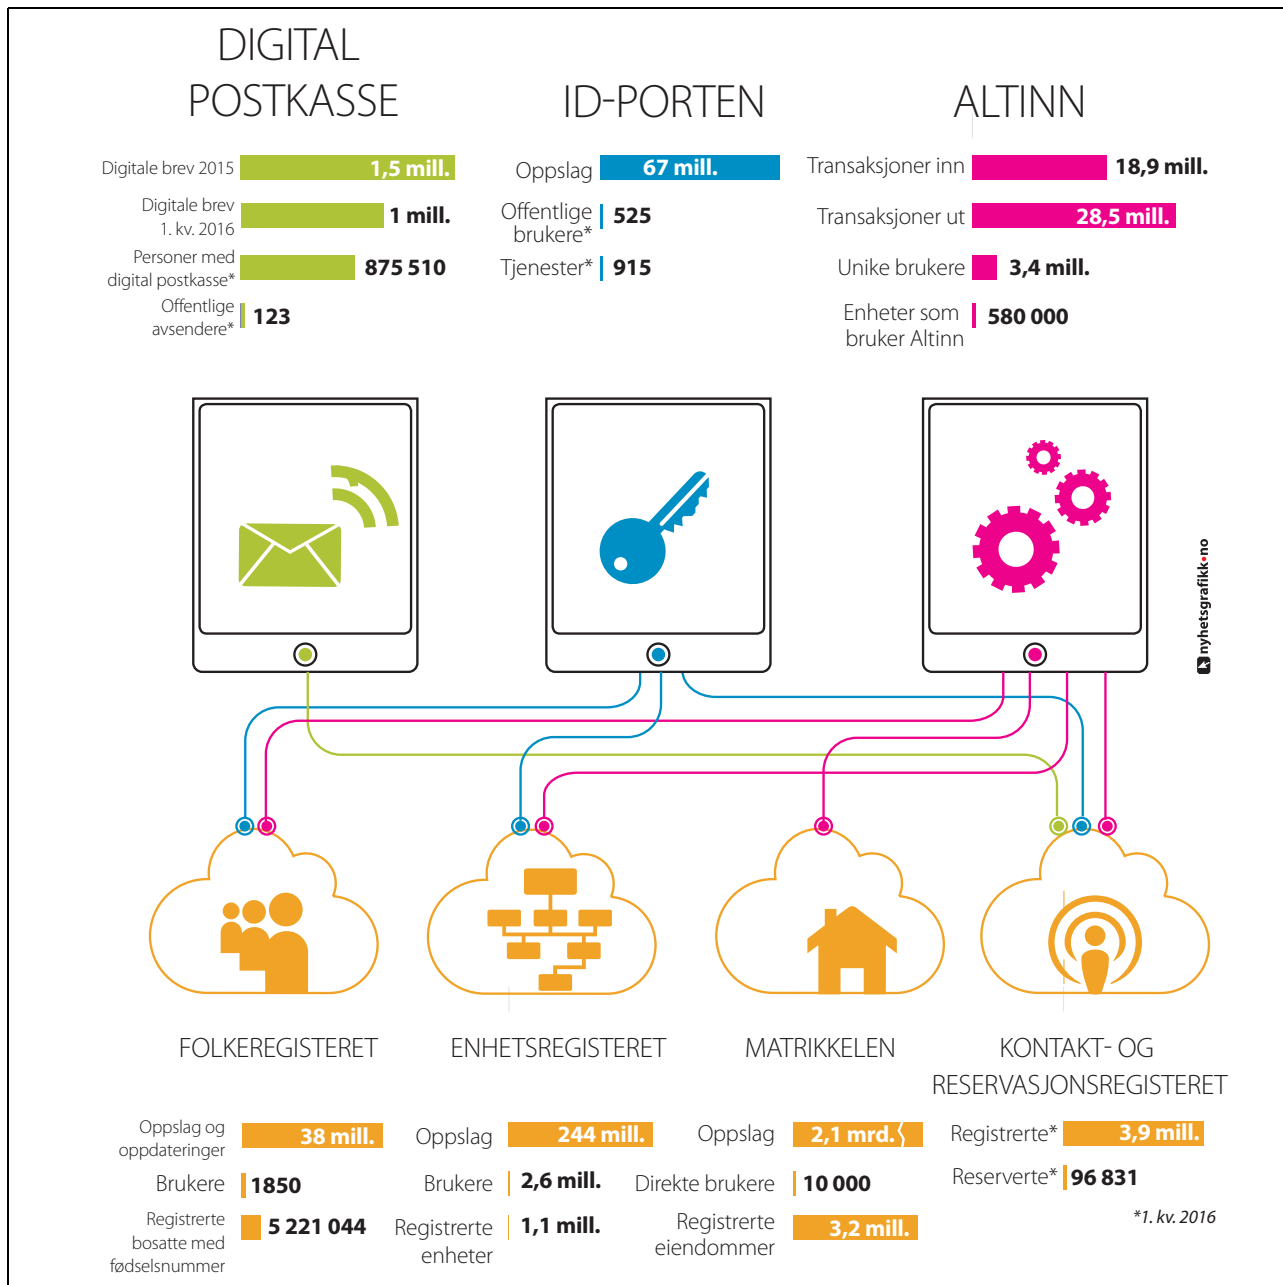 DIGITAL
POSTKASSE
Digitale brev 2015
1,5 mill.
Digitale brev
1. kv. 2016
1 mill.
Personer med
digital postkasse*
875 510
Offentlige
avsendere*
123
ID-PORTEN
Oppslag
67 mill.
Offentlige
brukere*
525
Tjenester*
915
ALTINN
Transaksjoner inn
18,9 mill.
Transaksjoner ut
28,5 mill.
Unike brukere
3,4 mill.
Enheter som
bruker Altinn
580 000
nyhetsgrafikk•no
FOLKEREGISTERET
Oppslag og
oppdateringer
38 mill.
Brukere
1850
Registrerte
bosatte med
fødselsnummer
5 221 044
ENHETSREGISTERET
Oppslag
244 mill.
Brukere
2,6 mill.
Registrerte
enheter
1,1 mill.
MATRIKKELEN
Oppslag
2,1 mrd.
Direkte brukere
10 000
Registrerte
eiendommer
3,2 mill.
KONTAKT- OG
RESERVASJONSREGISTERET
Registrerte*
3,9 mill.
Reserverte*
96 831
*1. kv. 2016